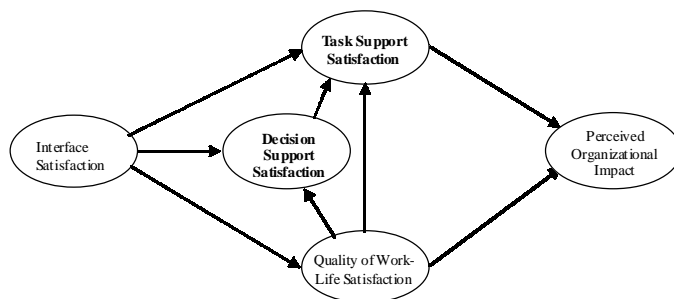 Task Support
Satisfaction
Interface
Satisfaction
Decision
Support
Satisfaction
Perceived
Organizational
Impact
Quality of Work-
Life Satisfaction